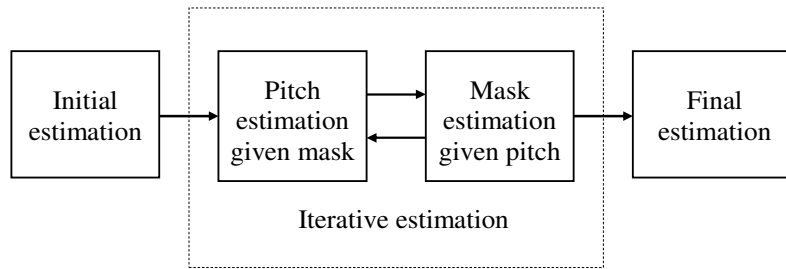 Initial
estimation
Pitch
estimation
given mask
Mask
estimation
given pitch
Final
estimation
Iterative estimation